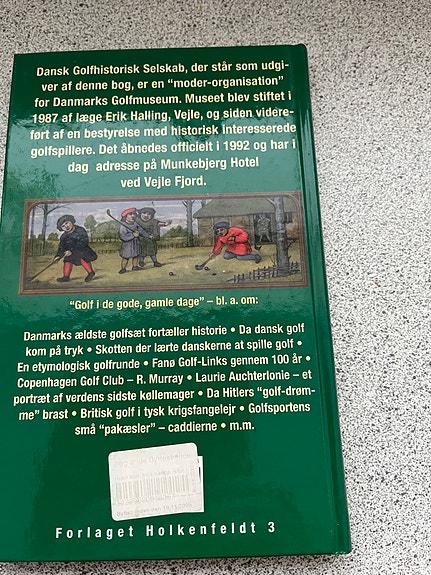 Dansk Golfhistorisk Selskab, der står som udgi-
ver af denne bog, er en "moder-organisation"
for Danmarks Golfmuseum. Museet blev stiftet i
1987 af læge Erik Halling, Vejle, og siden videre-
ført af en bestyrelse med historisk interesserede
golfspillere. Det åbnedes officielt i 1992 og har i
dag adresse på Munkebjerg Hotel
ved Vejle Fjord.
"Golf i de gode, gamle dage" – bl. a. om:
Danmarks ældste golfsæt fortæller historie • Da dansk golf
kom på tryk • Skotten der lærte danskerne at spille golf •
En etymologisk golfrunde • Fanø Golf-Links gennem 100 år •
Copenhagen Golf Club – R. Murray • Laurie Auchterlonie – et
portræt af verdens sidste køllemager • Da Hitlers "golf-drøm-
me" brast • Britisk golf i tysk krigsfangelejr • Golfsportens
små "pakæsler" – caddierne • m.m.
Forlaget Holkenfeldt 3